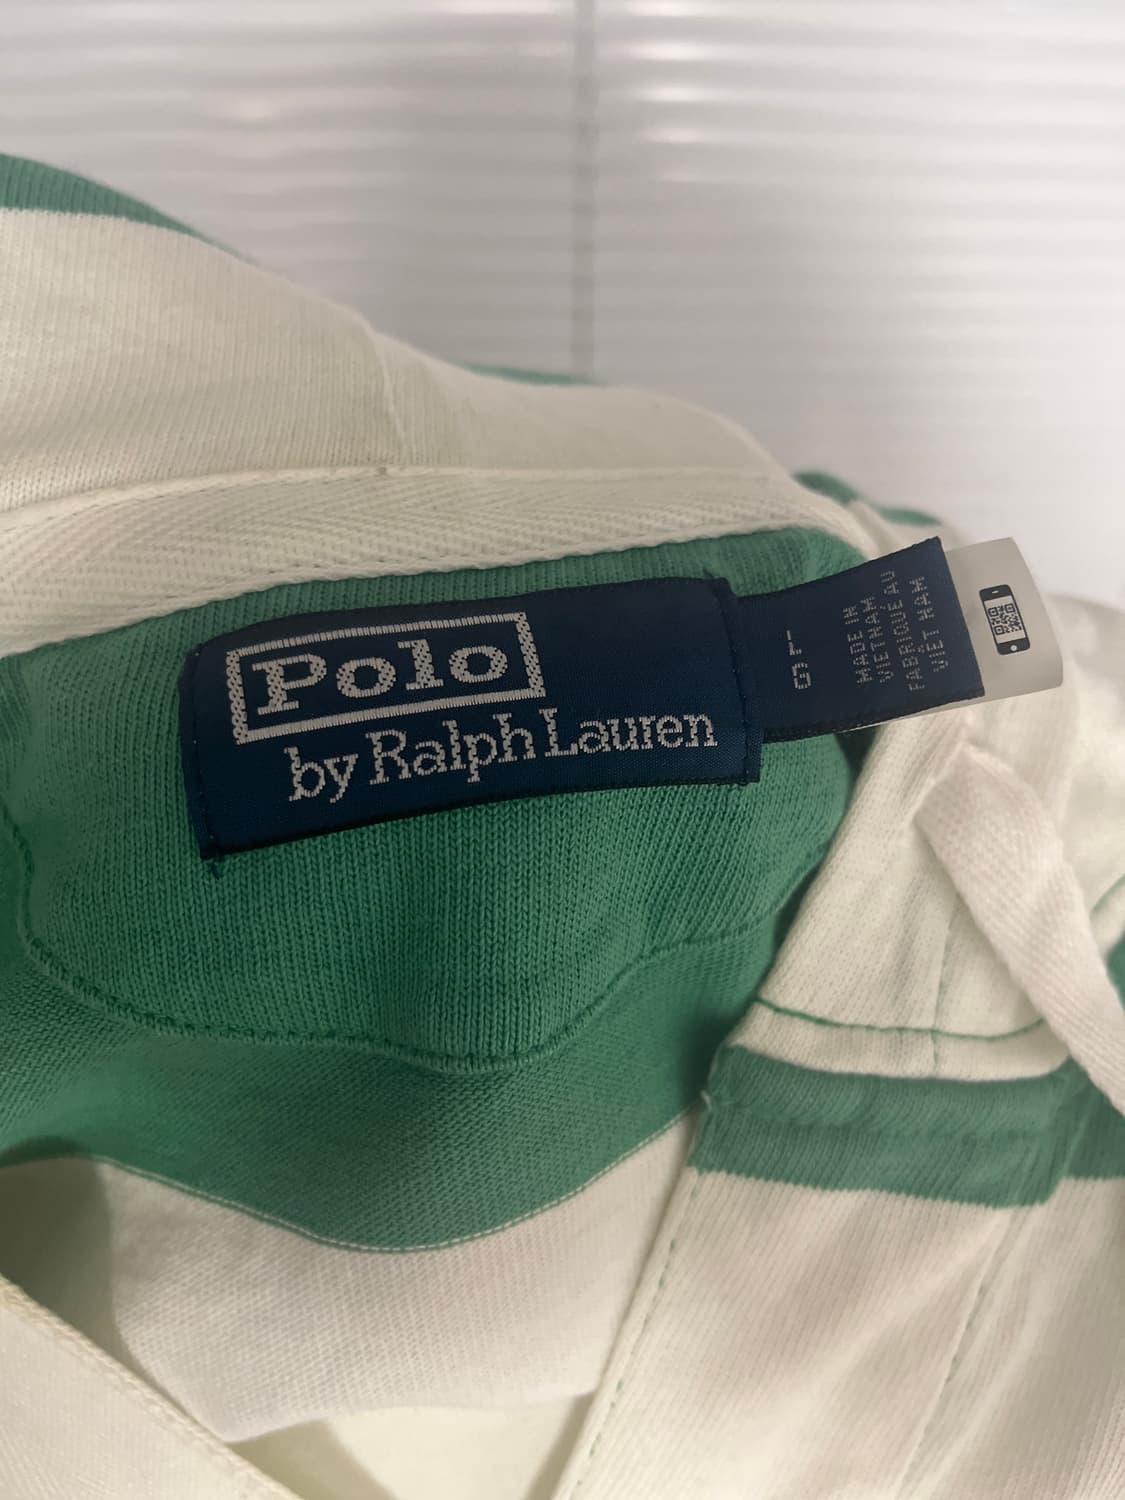 Polo
by Ralph Lauren
L
G
MADE IN
VIETNAM
FABRIQUÉ AU
VIET NAM